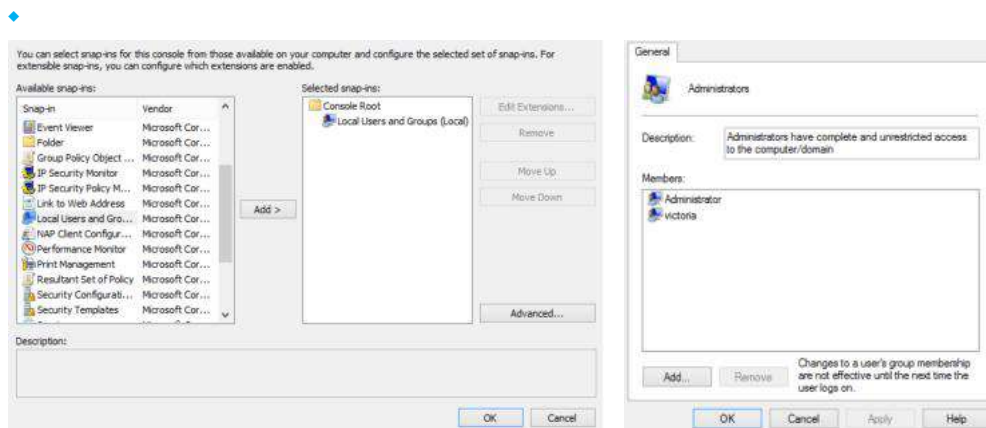 You can select snap-ins for this console from those available on your computer and configure the selected set of snap-ins. For
extensible snap-ins, you can configure which extensions are enabled.
Available snap-ins:
Snap-in Vendor
Event Viewer Microsoft Cor...
Folder Microsoft Cor...
Group Policy Object ... Microsoft Cor...
IP Security Monitor Microsoft Cor...
IP Security Policy M... Microsoft Cor...
Link to Web Address Microsoft Cor...
Local Users and Gro... Microsoft Cor...
NAP Client Configur... Microsoft Cor...
Performance Monitor Microsoft Cor...
Print Management Microsoft Cor...
Resultant Set of Policy Microsoft Cor...
Security Configurati... Microsoft Cor...
Security Templates Microsoft Cor...
Add >
Selected snap-ins:
Console Root
Local Users and Groups (Local)
Edit Extensions...
Remove
Move Up
Move Down
Advanced...
Description:
OK Cancel
General
Administrators
Description: Administrators have complete and unrestricted access
to the computer/domain
Members:
Administrator
victoria
Add... Remove
Changes to a user's group membership
are not effective until the next time the
user logs on.
OK Cancel Apply Help